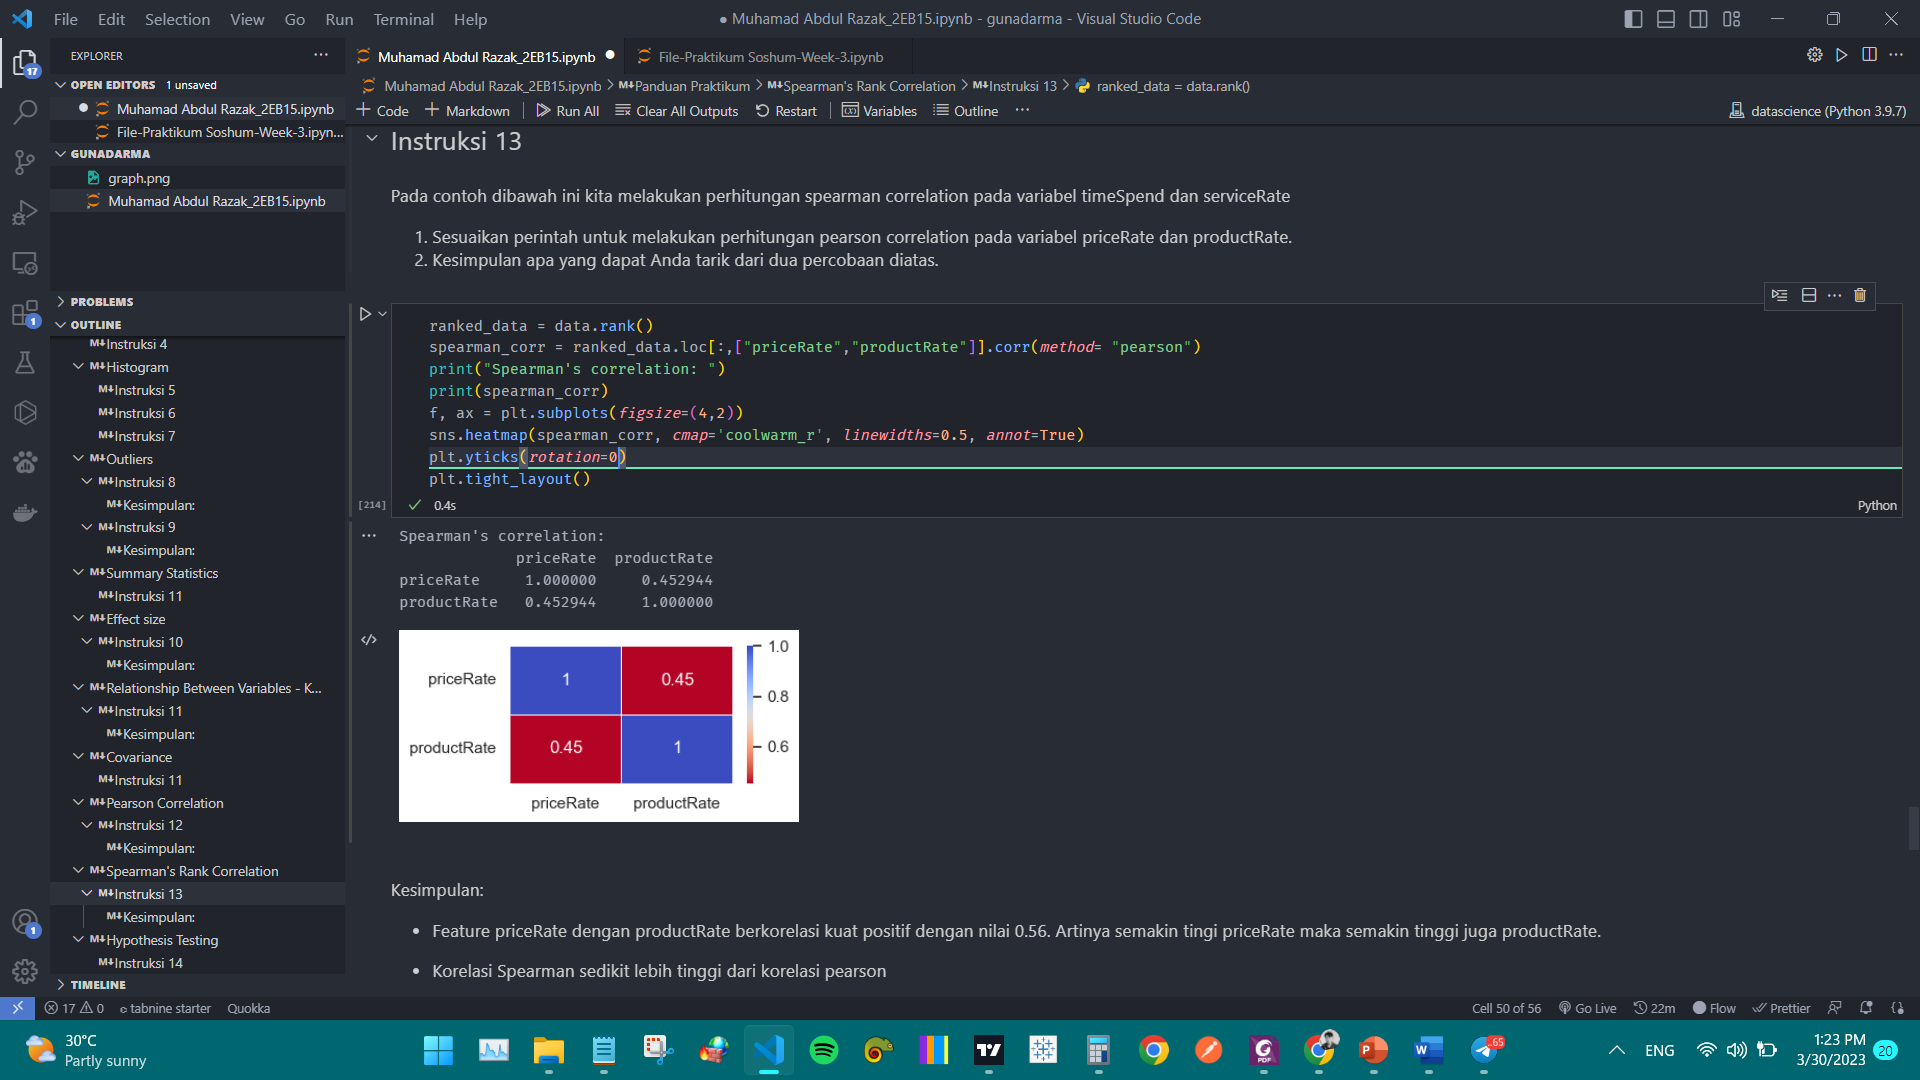 File Edit Selection View Go Run Terminal Help
● Muhamad Abdul Razak_2EB15.ipynb - gunadarma - Visual Studio Code
EXPLORER
Muhamad Abdul Razak_2EB15.ipynb
File-Praktikum Soshum-Week-3.ipynb
OPEN EDITORS 1 unsaved
Muhamad Abdul Razak_2EB15.ipynb
File-Praktikum Soshum-Week-3.ipyn...
GUNADARMA
graph.png
Muhamad Abdul Razak_2EB15.ipynb
PROBLEMS
OUTLINE
Instruksi 4
Histogram
Instruksi 5
Instruksi 6
Instruksi 7
Outliers
Instruksi 8
Kesimpulan:
Instruksi 9
Kesimpulan:
Summary Statistics
Instruksi 11
Effect size
Instruksi 10
Kesimpulan:
Relationship Between Variables - K...
Instruksi 11
Kesimpulan:
Covariance
Instruksi 11
Pearson Correlation
Instruksi 12
Kesimpulan:
Spearman's Rank Correlation
Instruksi 13
Kesimpulan:
Hypothesis Testing
Instruksi 14
TIMELINE
Muhamad Abdul Razak_2EB15.ipynb > M↓Panduan Praktikum > M↓Spearman's Rank Correlation > M↓Instruksi 13 > ranked_data = data.rank()
+ Code + Markdown Run All Clear All Outputs Restart Variables Outline ...
datascience (Python 3.9.7)
Instruksi 13
Pada contoh dibawah ini kita melakukan perhitungan spearman correlation pada variabel timeSpend dan serviceRate
1. Sesuaikan perintah untuk melakukan perhitungan pearson correlation pada variabel priceRate dan productRate.
2. Kesimpulan apa yang dapat Anda tarik dari dua percobaan diatas.
ranked_data = data.rank()
spearman_corr = ranked_data.loc[:,["priceRate","productRate"]].corr(method= "pearson")
print("Spearman's correlation: ")
print(spearman_corr)
f, ax = plt.subplots(figsize=(4,2))
sns.heatmap(spearman_corr, cmap='coolwarm_r', linewidths=0.5, annot=True)
plt.yticks(rotation=0)
plt.tight_layout()
[214] 0.4s
Python
Spearman's correlation:
priceRate productRate
priceRate 1.000000 0.452944
productRate 0.452944 1.000000
priceRate 1 0.45
productRate 0.45 1
priceRate productRate
1.0
0.8
0.6
Kesimpulan:
• Feature priceRate dengan productRate berkorelasi kuat positif dengan nilai 0.56. Artinya semakin tingi priceRate maka semakin tinggi juga productRate.
• Korelasi Spearman sedikit lebih tinggi dari korelasi pearson
17 0 tabnine starter Quokka
Cell 50 of 56 Go Live 22m Flow Prettier
30°C
Partly sunny
ENG
1:23 PM
3/30/2023
20
17
1
1
.65
PDF